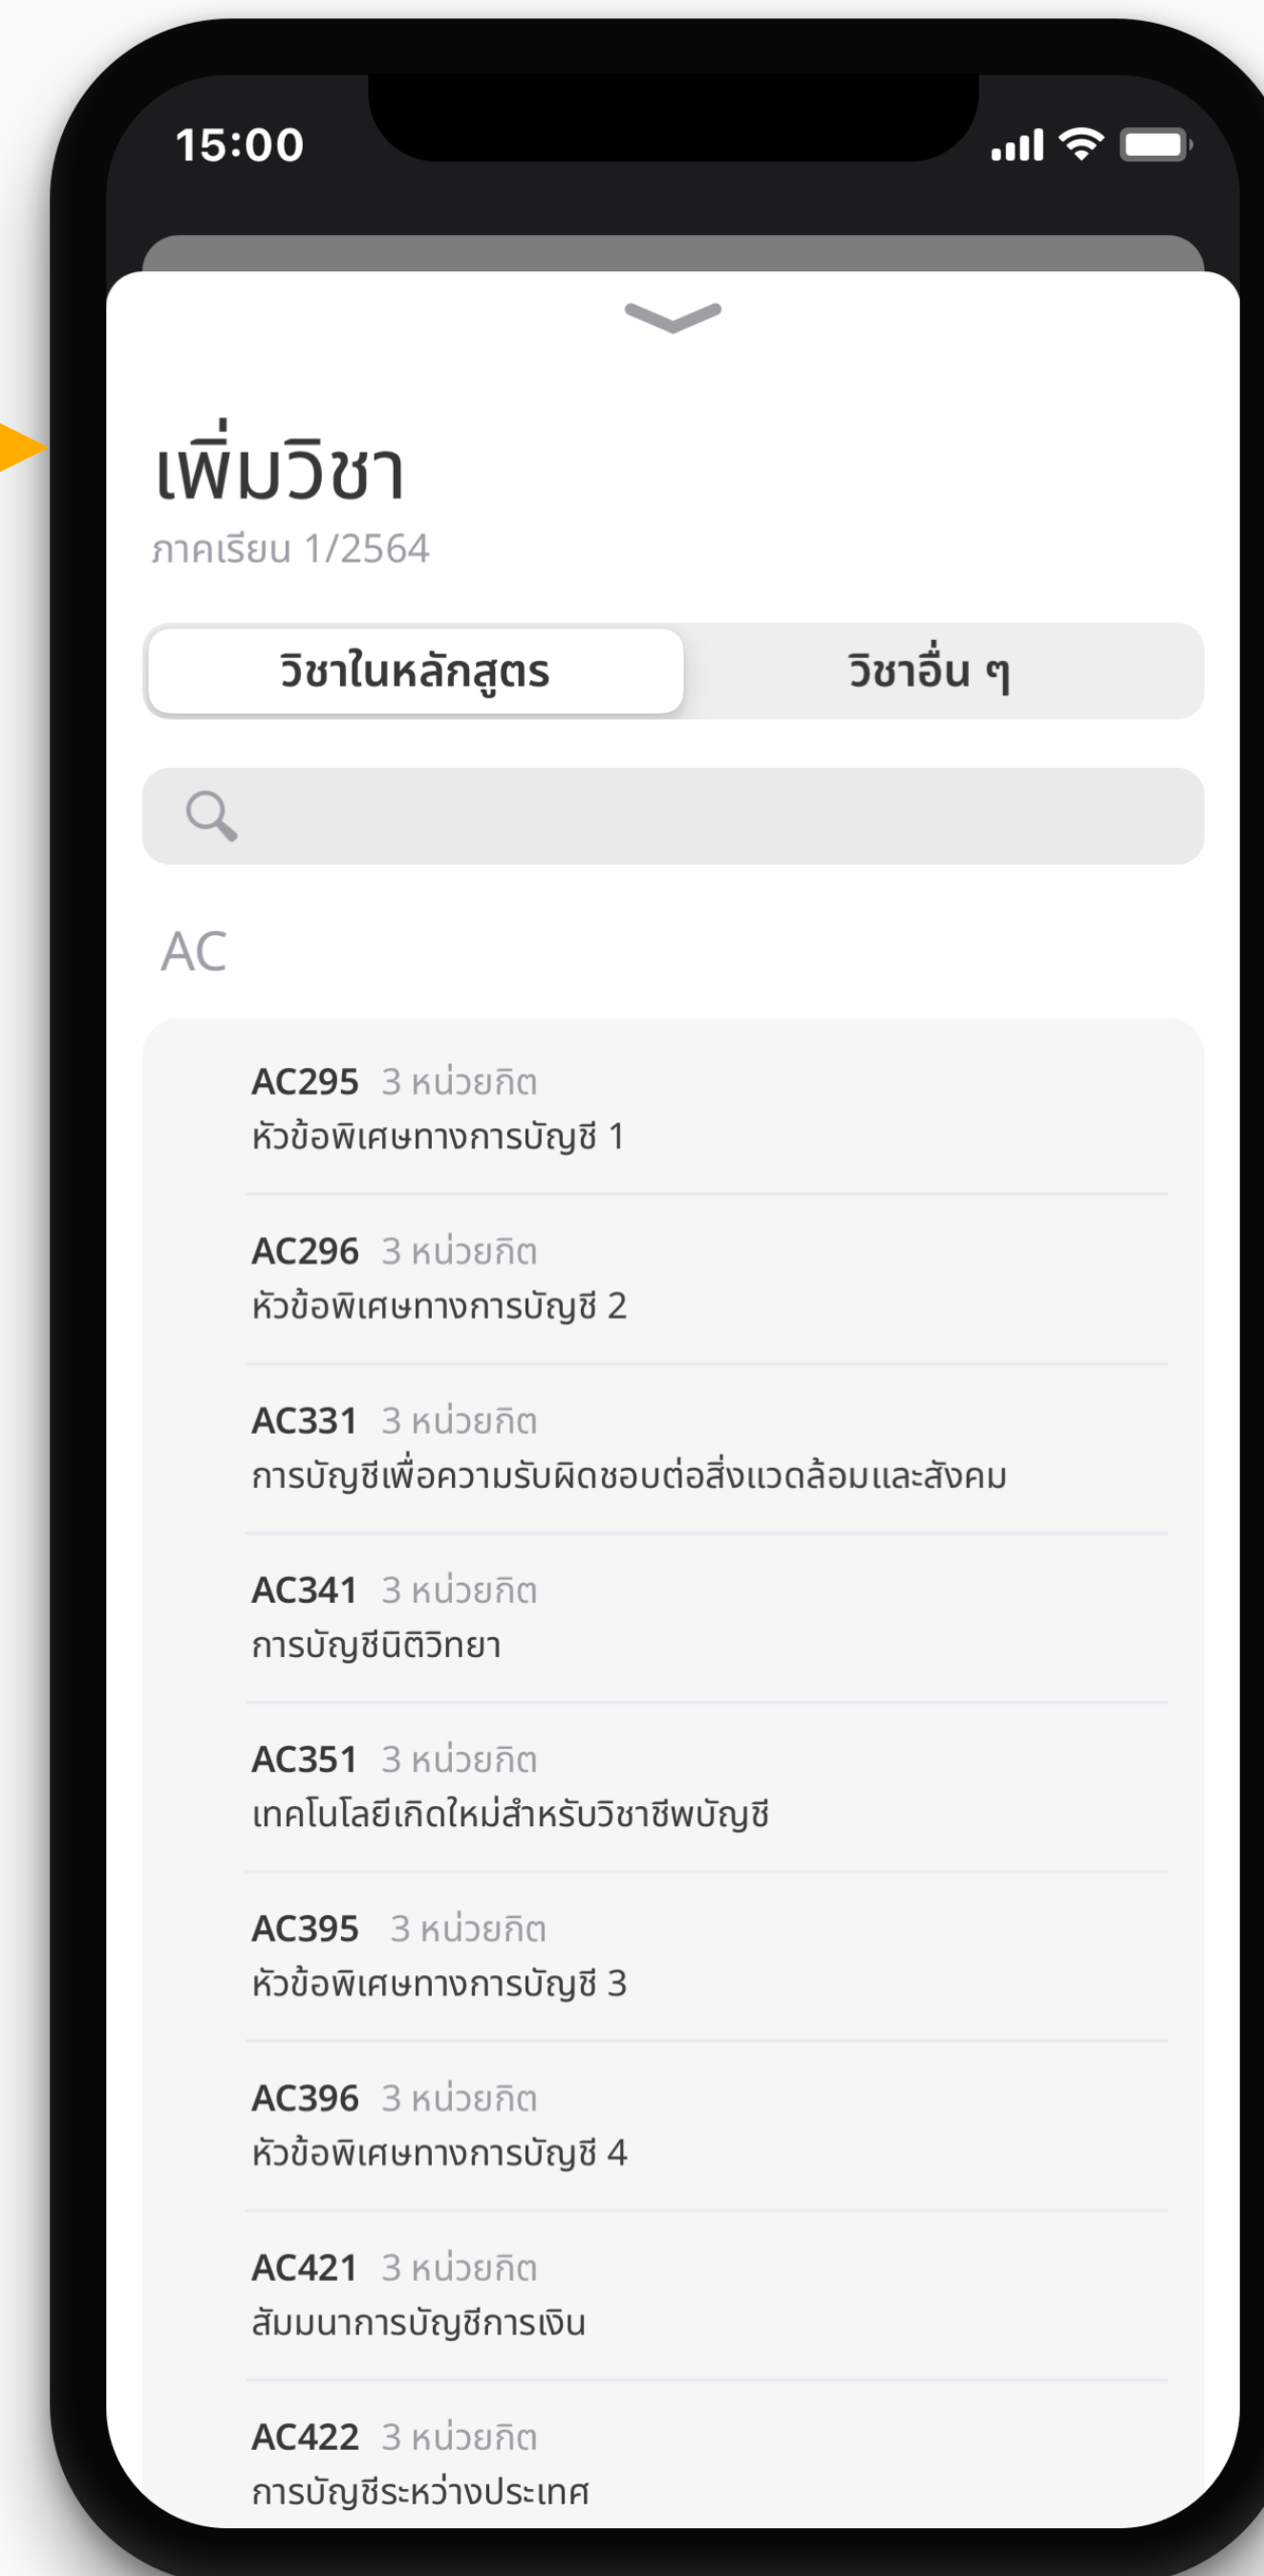 15:00
เพิ่มวิชา
ภาคเรียน 1/2564
วิชาในหลักสูตร
วิชาอื่น ๆ
AC
AC295 3 หน่วยกิต
หัวข้อพิเศษทางการบัญชี 1
AC296 3 หน่วยกิต
หัวข้อพิเศษทางการบัญชี 2
AC331 3 หน่วยกิต
การบัญชีเพื่อความรับผิดชอบต่อสิ่งแวดล้อมและสังคม
AC341 3 หน่วยกิต
การบัญชีนิติวิทยา
AC351 3 หน่วยกิต
เทคโนโลยีเกิดใหม่สำหรับวิชาชีพบัญชี
AC395 3 หน่วยกิต
หัวข้อพิเศษทางการบัญชี 3
AC396 3 หน่วยกิต
หัวข้อพิเศษทางการบัญชี 4
AC421 3 หน่วยกิต
สัมมนาการบัญชีการเงิน
AC422 3 หน่วยกิต
การบัญชีระหว่างประเทศ